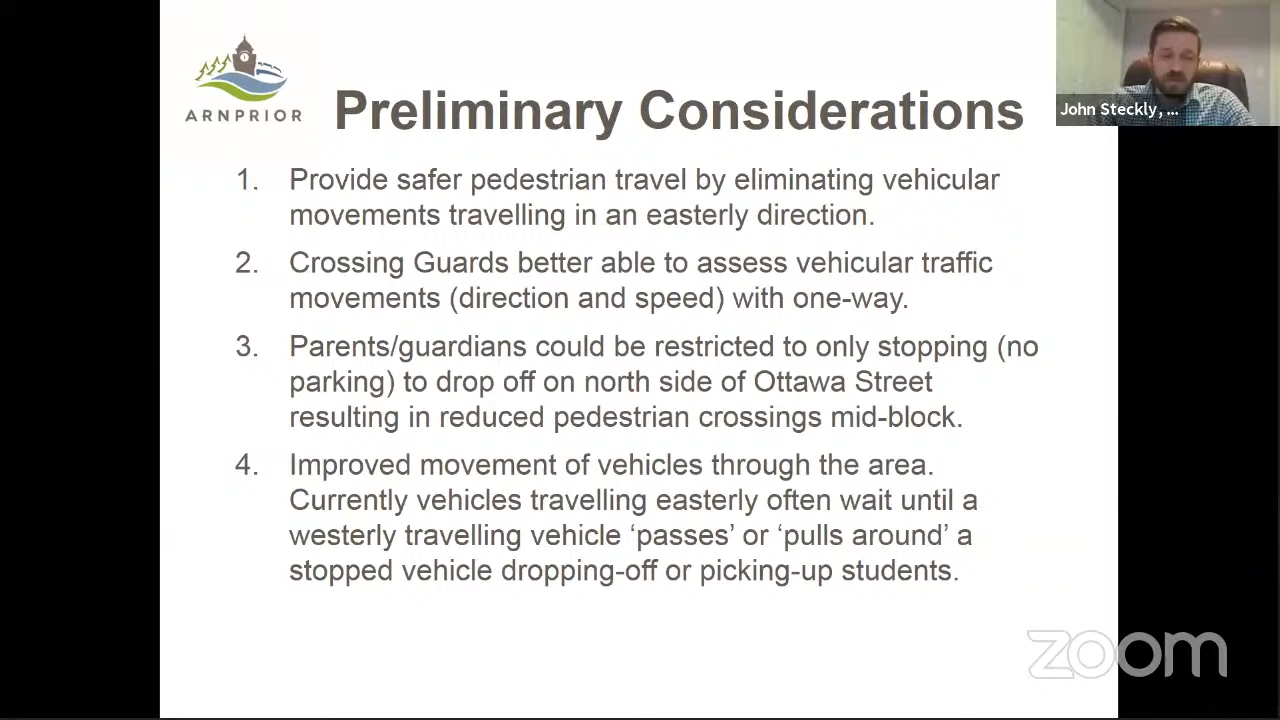 ARNPRIOR
Preliminary Considerations
John Steckly, ...
1. Provide safer pedestrian travel by eliminating vehicular
movements travelling in an easterly direction.
2. Crossing Guards better able to assess vehicular traffic
movements (direction and speed) with one-way.
3. Parents/guardians could be restricted to only stopping (no
parking) to drop off on north side of Ottawa Street
resulting in reduced pedestrian crossings mid-block.
4. Improved movement of vehicles through the area.
Currently vehicles travelling easterly often wait until a
westerly travelling vehicle ‘passes’ or ‘pulls around’ a
stopped vehicle dropping-off or picking-up students.
zoom